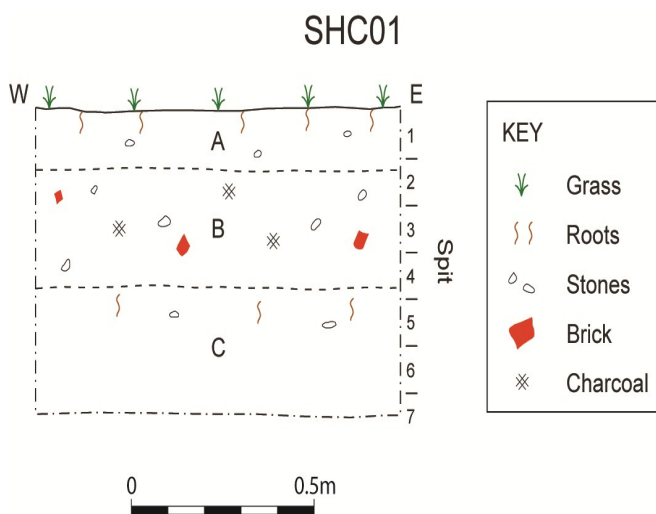 SHC01
W
E
A
B
C
1
2
3
4
5
6
7
Spit
KEY
Grass
Roots
Stones
Brick
Charcoal
0
0.5m